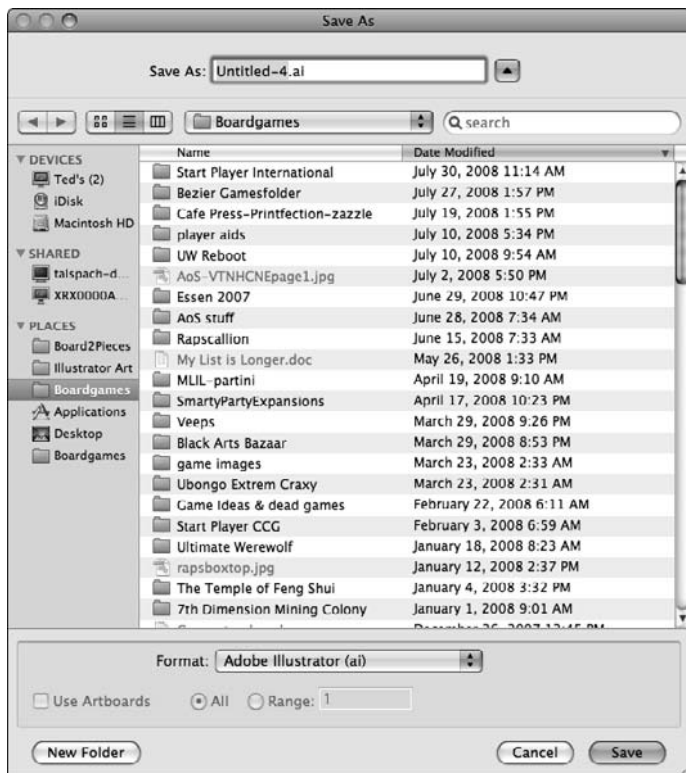 Save As
Save As: Untitled-4.ai
Boardgames
search
Name Date Modified
DEVICES
Ted's (2)
iDisk
Macintosh HD
SHARED
talspach-d...
XRX0000A...
PLACES
Board2Pieces
Illustrator Art
Boardgames
Applications
Desktop
Boardgames
Start Player International July 30, 2008 11:14 AM
Bezier Gamesfolder July 27, 2008 1:57 PM
Cafe Press-Printfection-zazzle July 19, 2008 1:55 PM
player aids July 10, 2008 5:34 PM
UW Reboot July 10, 2008 9:54 AM
AoS-VTNHCNEpage1.jpg July 2, 2008 5:50 PM
Essen 2007 June 29, 2008 10:47 PM
AoS stuff June 28, 2008 7:34 AM
Rapscallion June 15, 2008 7:33 AM
My List is Longer.doc May 26, 2008 1:33 PM
MLIL-partini April 19, 2008 9:10 AM
SmartyPartyExpansions April 17, 2008 10:23 PM
Veeps March 29, 2008 9:26 PM
Black Arts Bazaar March 29, 2008 8:53 PM
game images March 23, 2008 2:33 AM
Ubongo Extrem Craxy March 23, 2008 2:31 AM
Game Ideas & dead games February 22, 2008 6:11 AM
Start Player CCG February 3, 2008 6:59 AM
Ultimate Werewolf January 18, 2008 8:23 AM
rapsboxtop.jpg January 12, 2008 2:37 PM
The Temple of Feng Shui January 4, 2008 3:32 PM
7th Dimension Mining Colony January 1, 2008 9:01 AM
Format: Adobe Illustrator (ai)
Use Artboards All Range: 1
New Folder Cancel Save